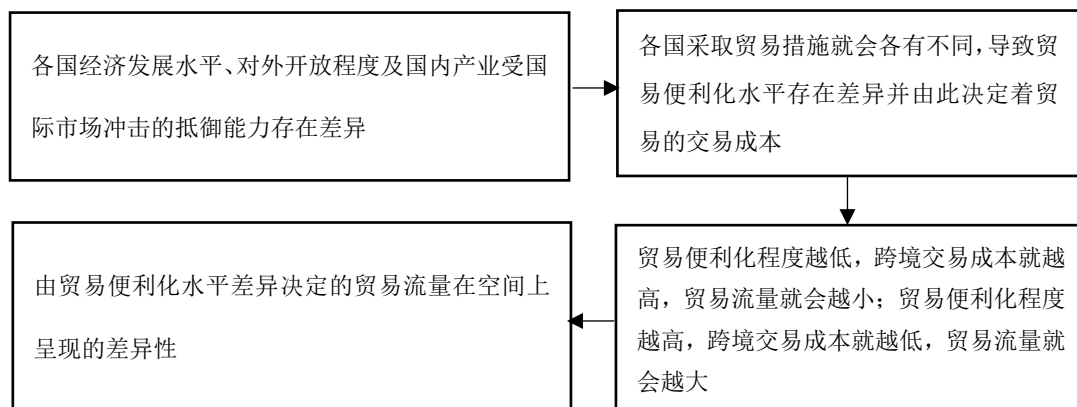 各国经济发展水平、对外开放程度及国内产业受国
际市场冲击的抵御能力存在差异
各国采取贸易措施就会各有不同,导致贸
易便利化水平存在差异并由此决定着贸
易的交易成本
贸易便利化程度越低，跨境交易成本就越
高，贸易流量就会越小；贸易便利化程度
越高，跨境交易成本就越低，贸易流量就
会越大
由贸易便利化水平差异决定的贸易流量在空间上
呈现的差异性